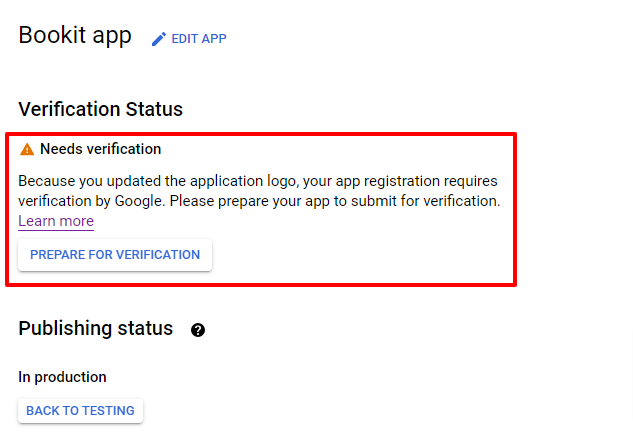 Bookit app
EDIT APP
Verification Status
Needs verification
Because you updated the application logo, your app registration requires
verification by Google. Please prepare your app to submit for verification.
Learn more
PREPARE FOR VERIFICATION
Publishing status
In production
BACK TO TESTING